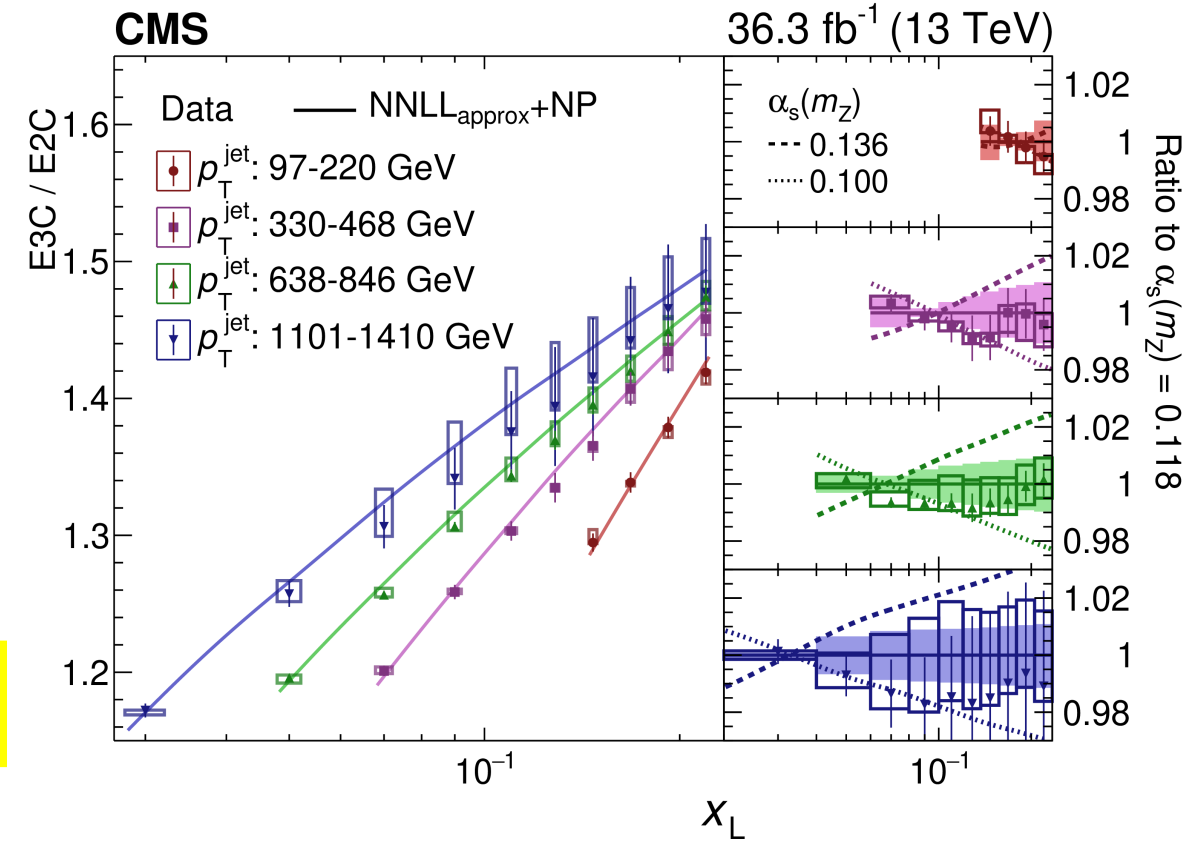 CMS
36.3 fb⁻¹ (13 TeV)
E3C / E2C
1.6
1.5
1.4
1.3
1.2
Data
NNLL_approx+NP
p_T^jet: 97-220 GeV
p_T^jet: 330-468 GeV
p_T^jet: 638-846 GeV
p_T^jet: 1101-1410 GeV
αₛ(m_Z)
0.136
0.100
1.02
1
0.98
1.02
1
0.98
1.02
1
0.98
1.02
1
0.98
Ratio to αₛ(m_Z) = 0.118
10⁻¹
10⁻¹
x_L